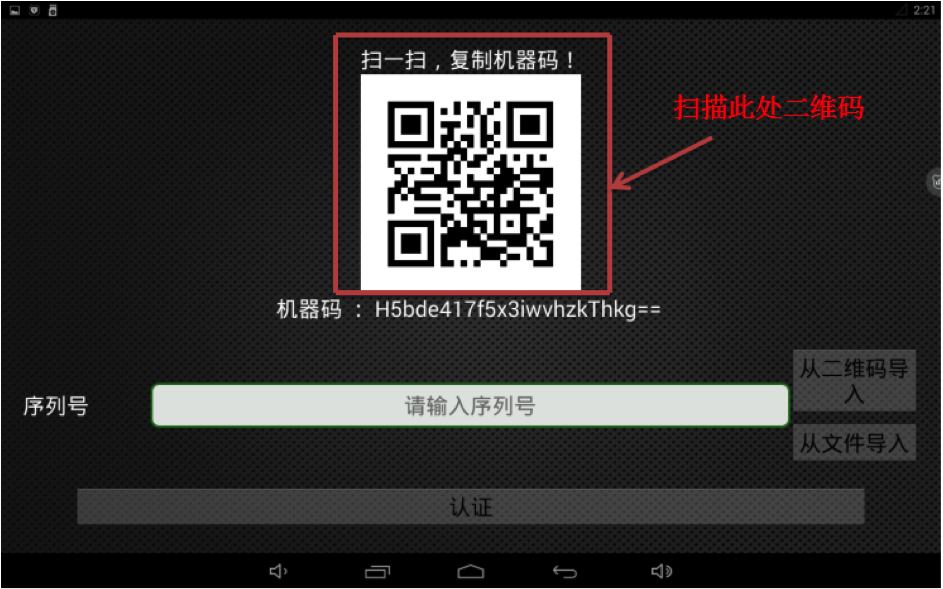 2:21
扫一扫，复制机器码！
扫描此处二维码
机器码 ：H5bde417f5x3iwvhzkThkg==
从二维码导
入
序列号
请输入序列号
从文件导入
认证